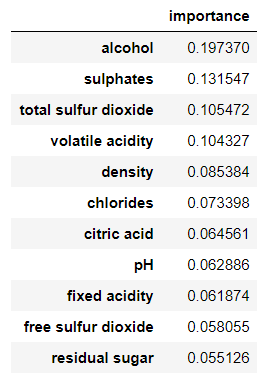 importance
alcohol 0.197370
sulphates 0.131547
total sulfur dioxide 0.105472
volatile acidity 0.104327
density 0.085384
chlorides 0.073398
citric acid 0.064561
pH 0.062886
fixed acidity 0.061874
free sulfur dioxide 0.058055
residual sugar 0.055126